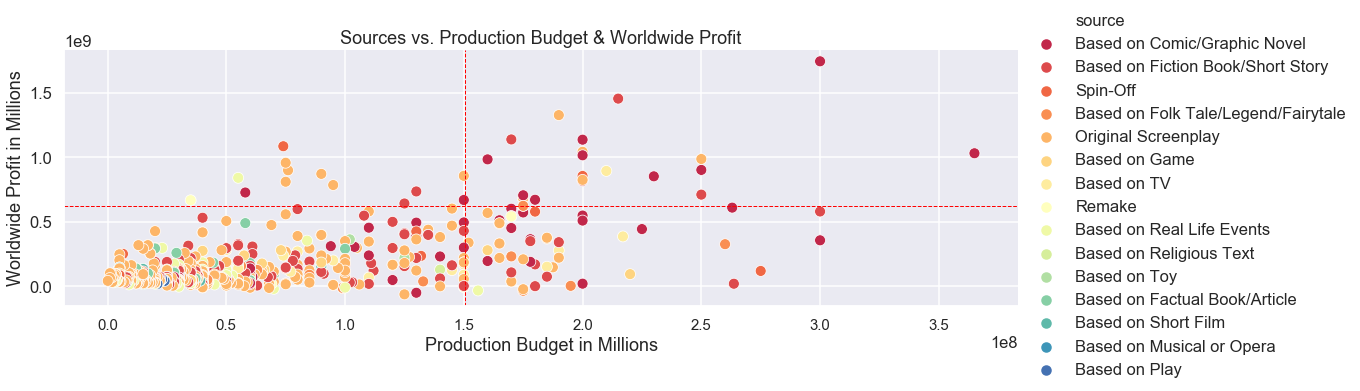 Sources vs. Production Budget & Worldwide Profit
1e9
Worldwide Profit in Millions
1.5
1.0
0.5
0.0
0.0 0.5 1.0 1.5 2.0 2.5 3.0 3.5
1e8
Production Budget in Millions
source
Based on Comic/Graphic Novel
Based on Fiction Book/Short Story
Spin-Off
Based on Folk Tale/Legend/Fairytale
Original Screenplay
Based on Game
Based on TV
Remake
Based on Real Life Events
Based on Religious Text
Based on Toy
Based on Factual Book/Article
Based on Short Film
Based on Musical or Opera
Based on Play